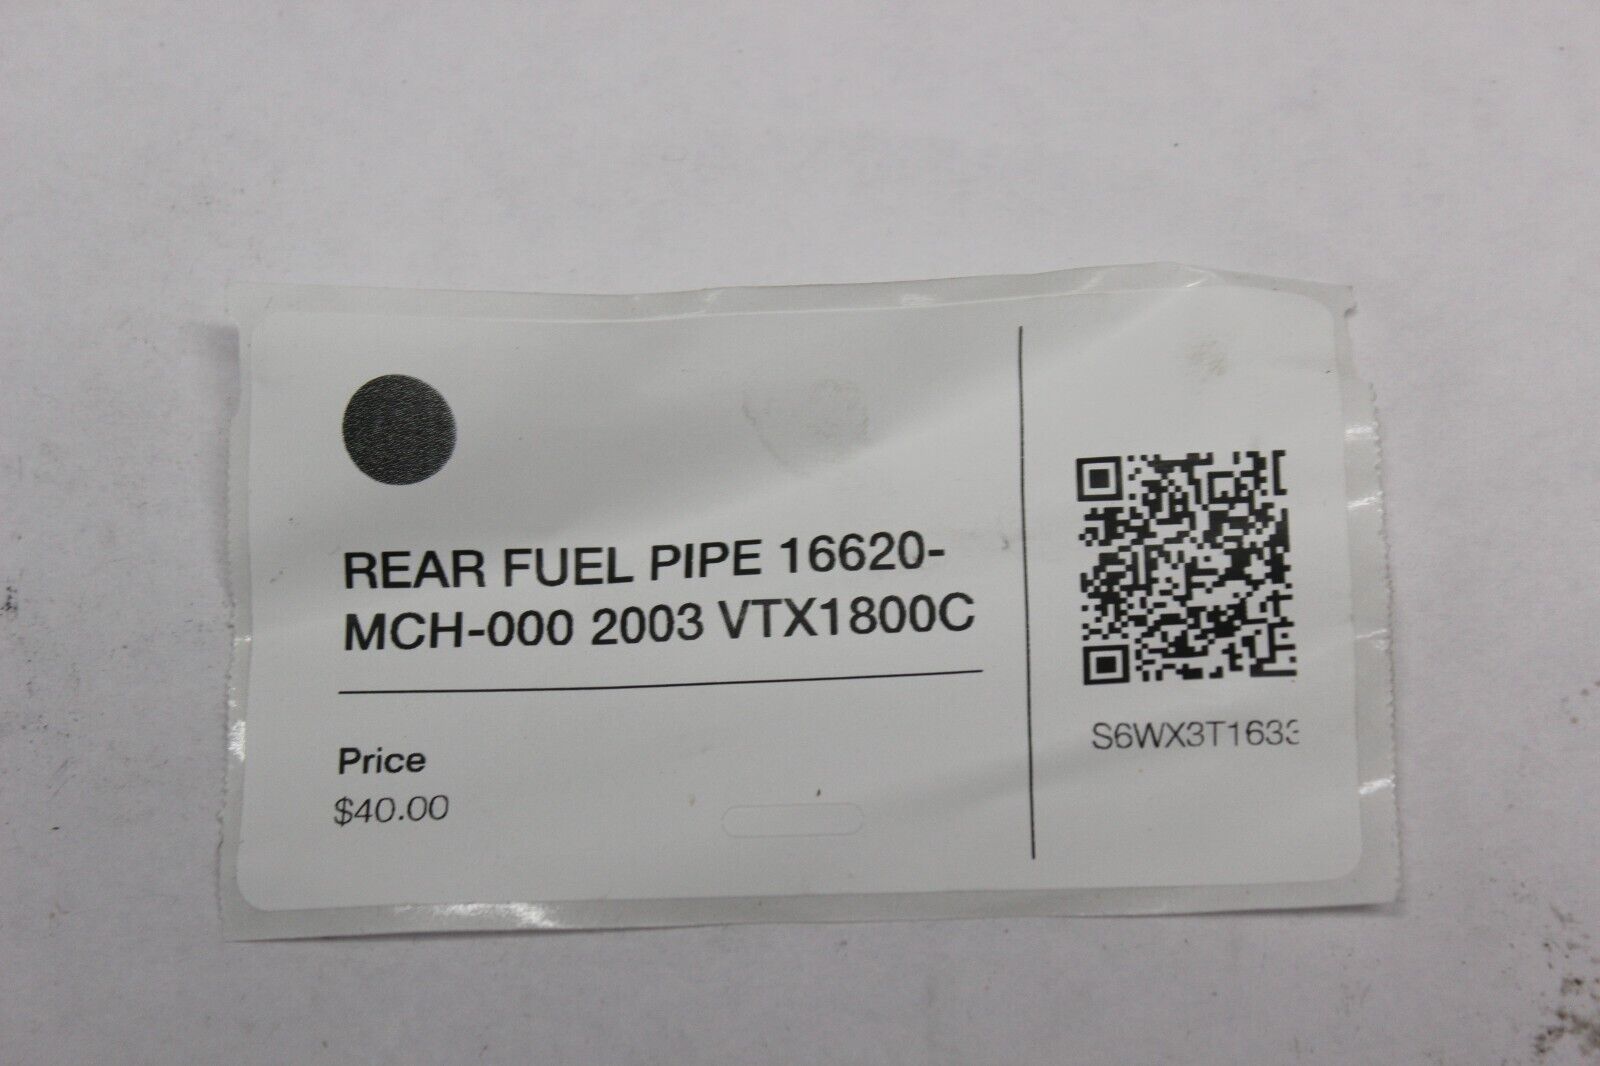 REAR FUEL PIPE 16620-
MCH-000 2003 VTX1800C
Price
$40.00
S6WX3T1633